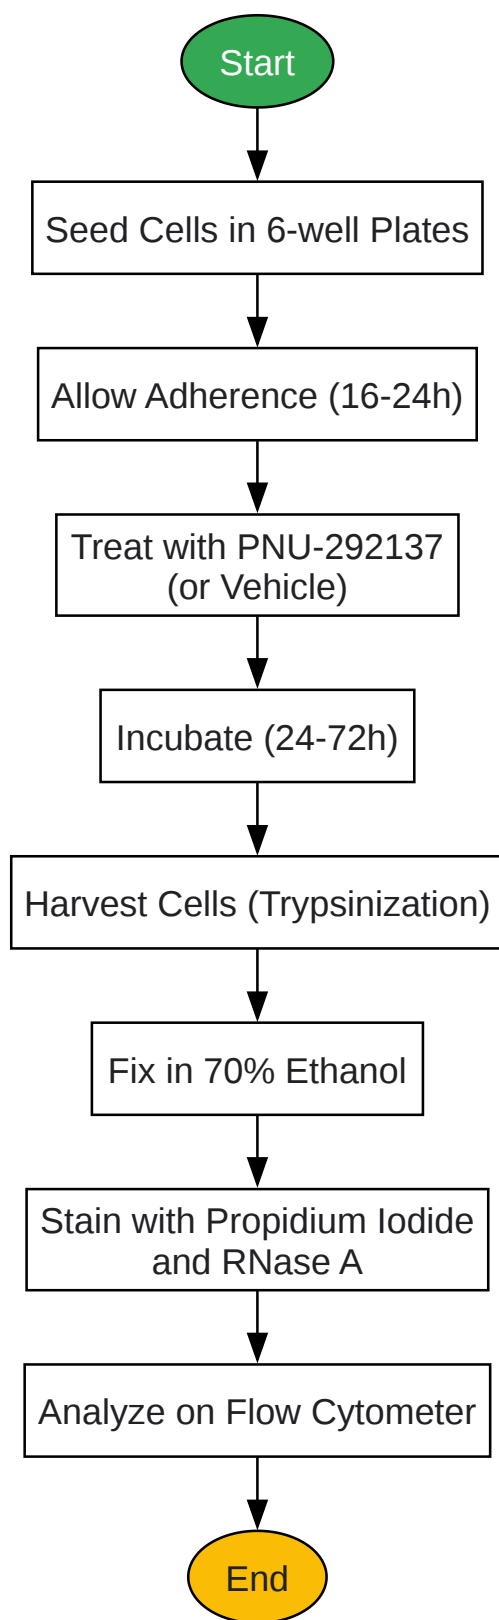 Start
Seed Cells in 6-well Plates
Allow Adherence (16-24h)
Treat with PNU-292137
(or Vehicle)
Incubate (24-72h)
Harvest Cells (Trypsinization)
Fix in 70% Ethanol
Stain with Propidium Iodide
and RNase A
Analyze on Flow Cytometer
End